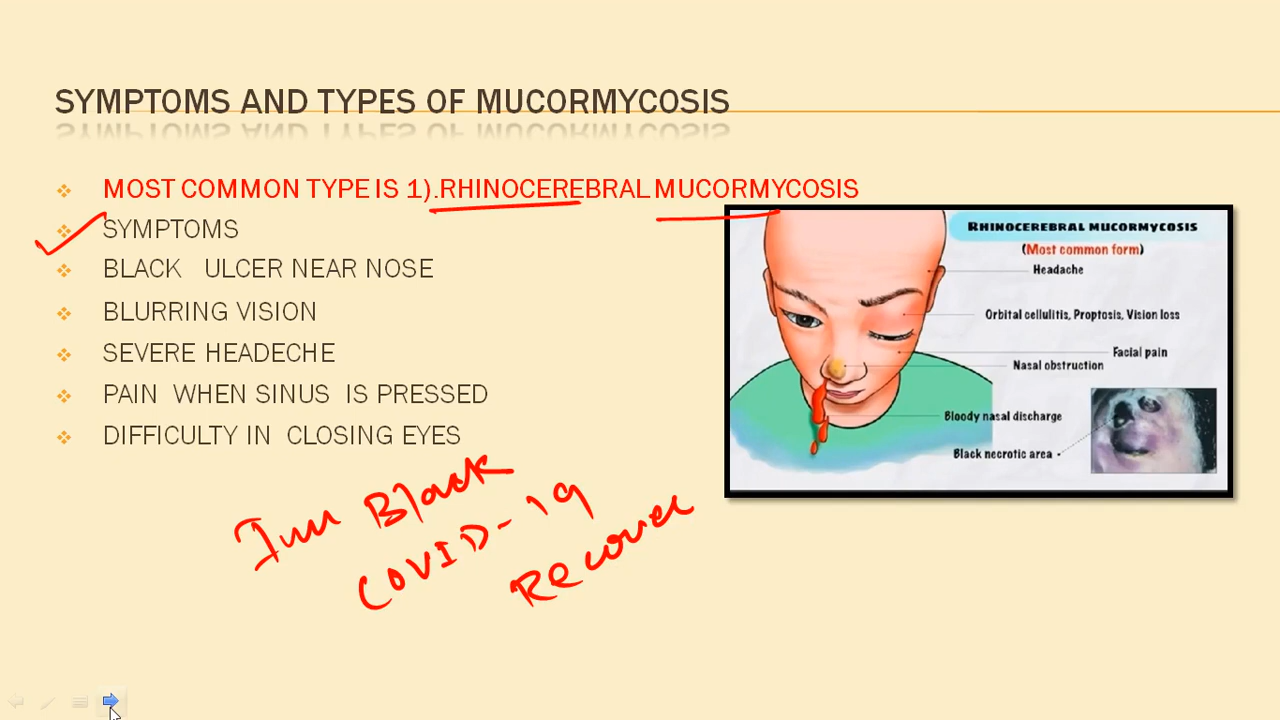 SYMPTOMS AND TYPES OF MUCORMYCOSIS
MOST COMMON TYPE IS 1).RHINOCEREBRAL MUCORMYCOSIS
SYMPTOMS
BLACK ULCER NEAR NOSE
BLURRING VISION
SEVERE HEADECHE
PAIN WHEN SINUS IS PRESSED
DIFFICULTY IN CLOSING EYES
RHINOCEREBRAL MUCORMYCOSIS
(Most common form)
Headache
Orbital cellulitis, Proptosis, Vision loss
Facial pain
Nasal obstruction
Bloody nasal discharge
Black necrotic area
Black
COVID-19